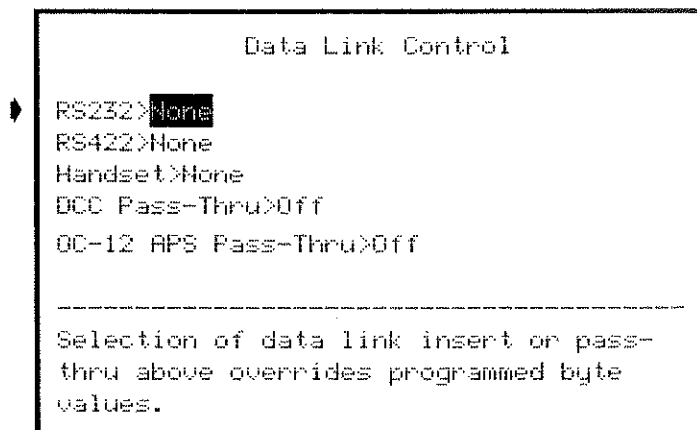 Data Link Control
RS232>None
RS422>None
Handset>None
DCC Pass-Thru>Off
OC-12 APS Pass-Thru>Off
Selection of data link insert or pass-
thru above overrides programmed byte
values.